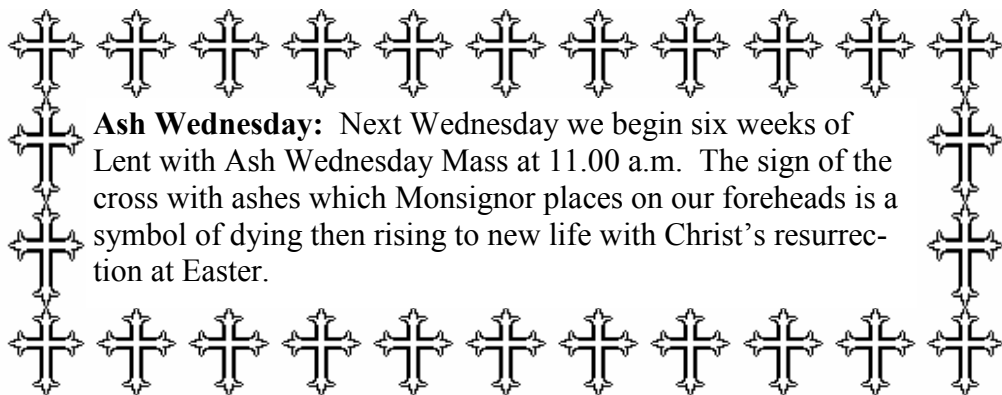 Ash Wednesday:  Next Wednesday we begin six weeks of
Lent with Ash Wednesday Mass at 11.00 a.m.  The sign of the
cross with ashes which Monsignor places on our foreheads is a
symbol of dying then rising to new life with Christ’s resurrec-
tion at Easter.